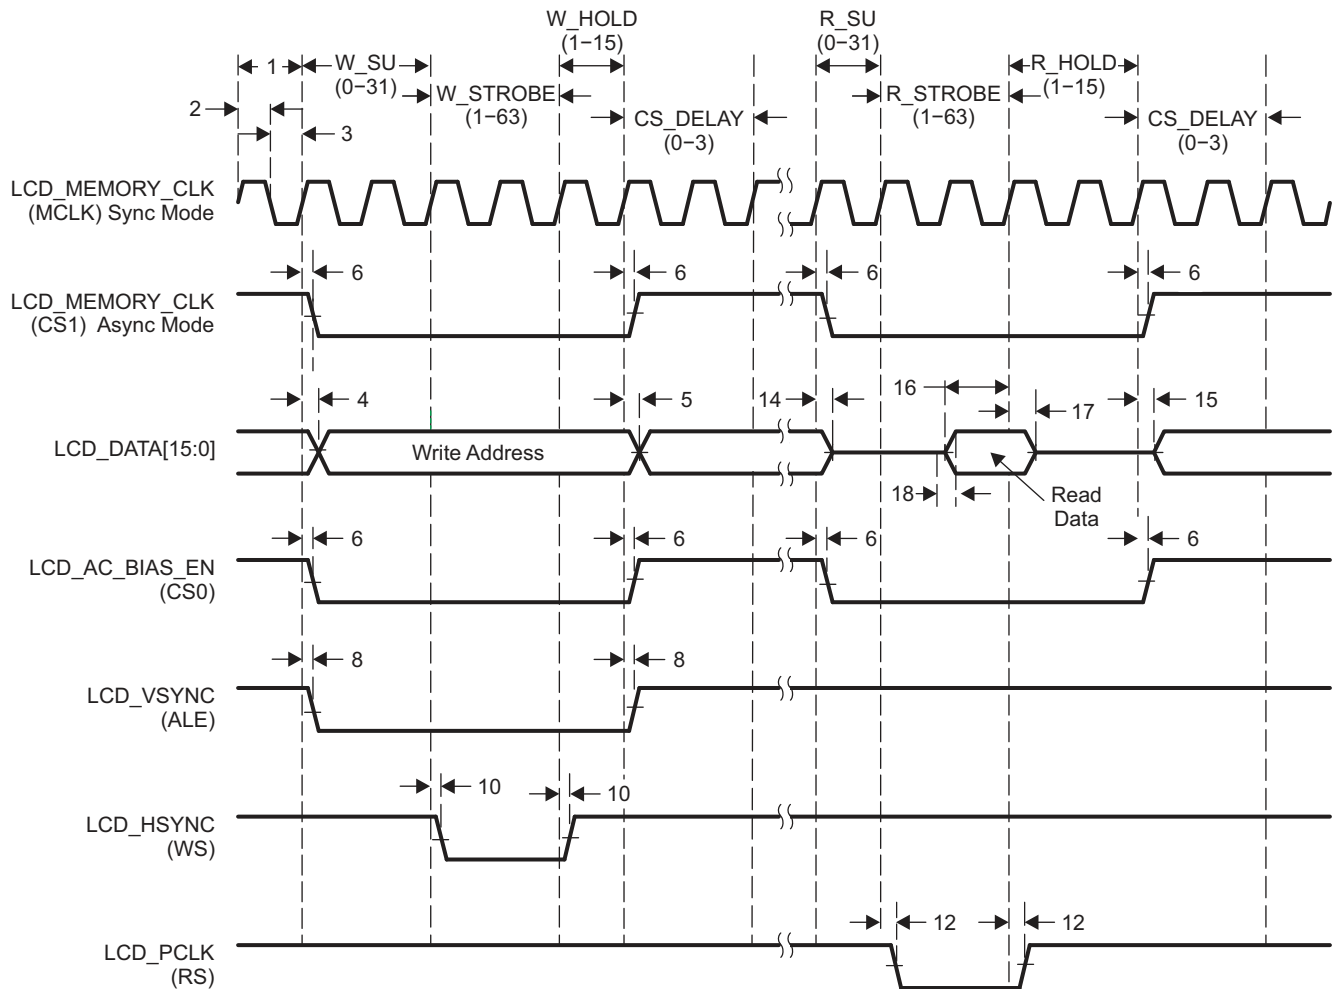 W_HOLD
(1−15)
R_SU
(0−31)
1
W_SU
(0−31)
R_HOLD
(1−15)
2
W_STROBE
(1−63)
R_STROBE
(1−63)
3
CS_DELAY
(0−3)
CS_DELAY
(0−3)
LCD_MEMORY_CLK
(MCLK) Sync Mode
6
6
6
6
LCD_MEMORY_CLK
(CS1) Async Mode
4
5
14
16
17
15
LCD_DATA[15:0]
Write Address
18
Read
Data
6
6
6
6
LCD_AC_BIAS_EN
(CS0)
8
8
LCD_VSYNC
(ALE)
10
10
LCD_HSYNC
(WS)
12
12
LCD_PCLK
(RS)